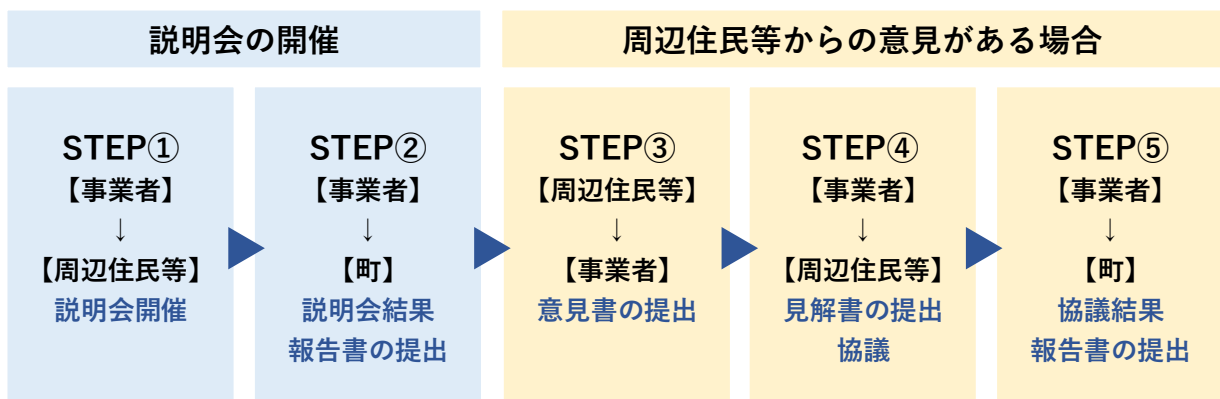 説明会の開催
周辺住民等からの意見がある場合
STEP①
【事業者】
↓
【周辺住民等】
説明会開催
STEP②
【事業者】
↓
【町】
説明会結果
報告書の提出
STEP③
【周辺住民等】
↓
【事業者】
意見書の提出
STEP④
【事業者】
↓
【周辺住民等】
見解書の提出
協議
STEP⑤
【事業者】
↓
【町】
協議結果
報告書の提出